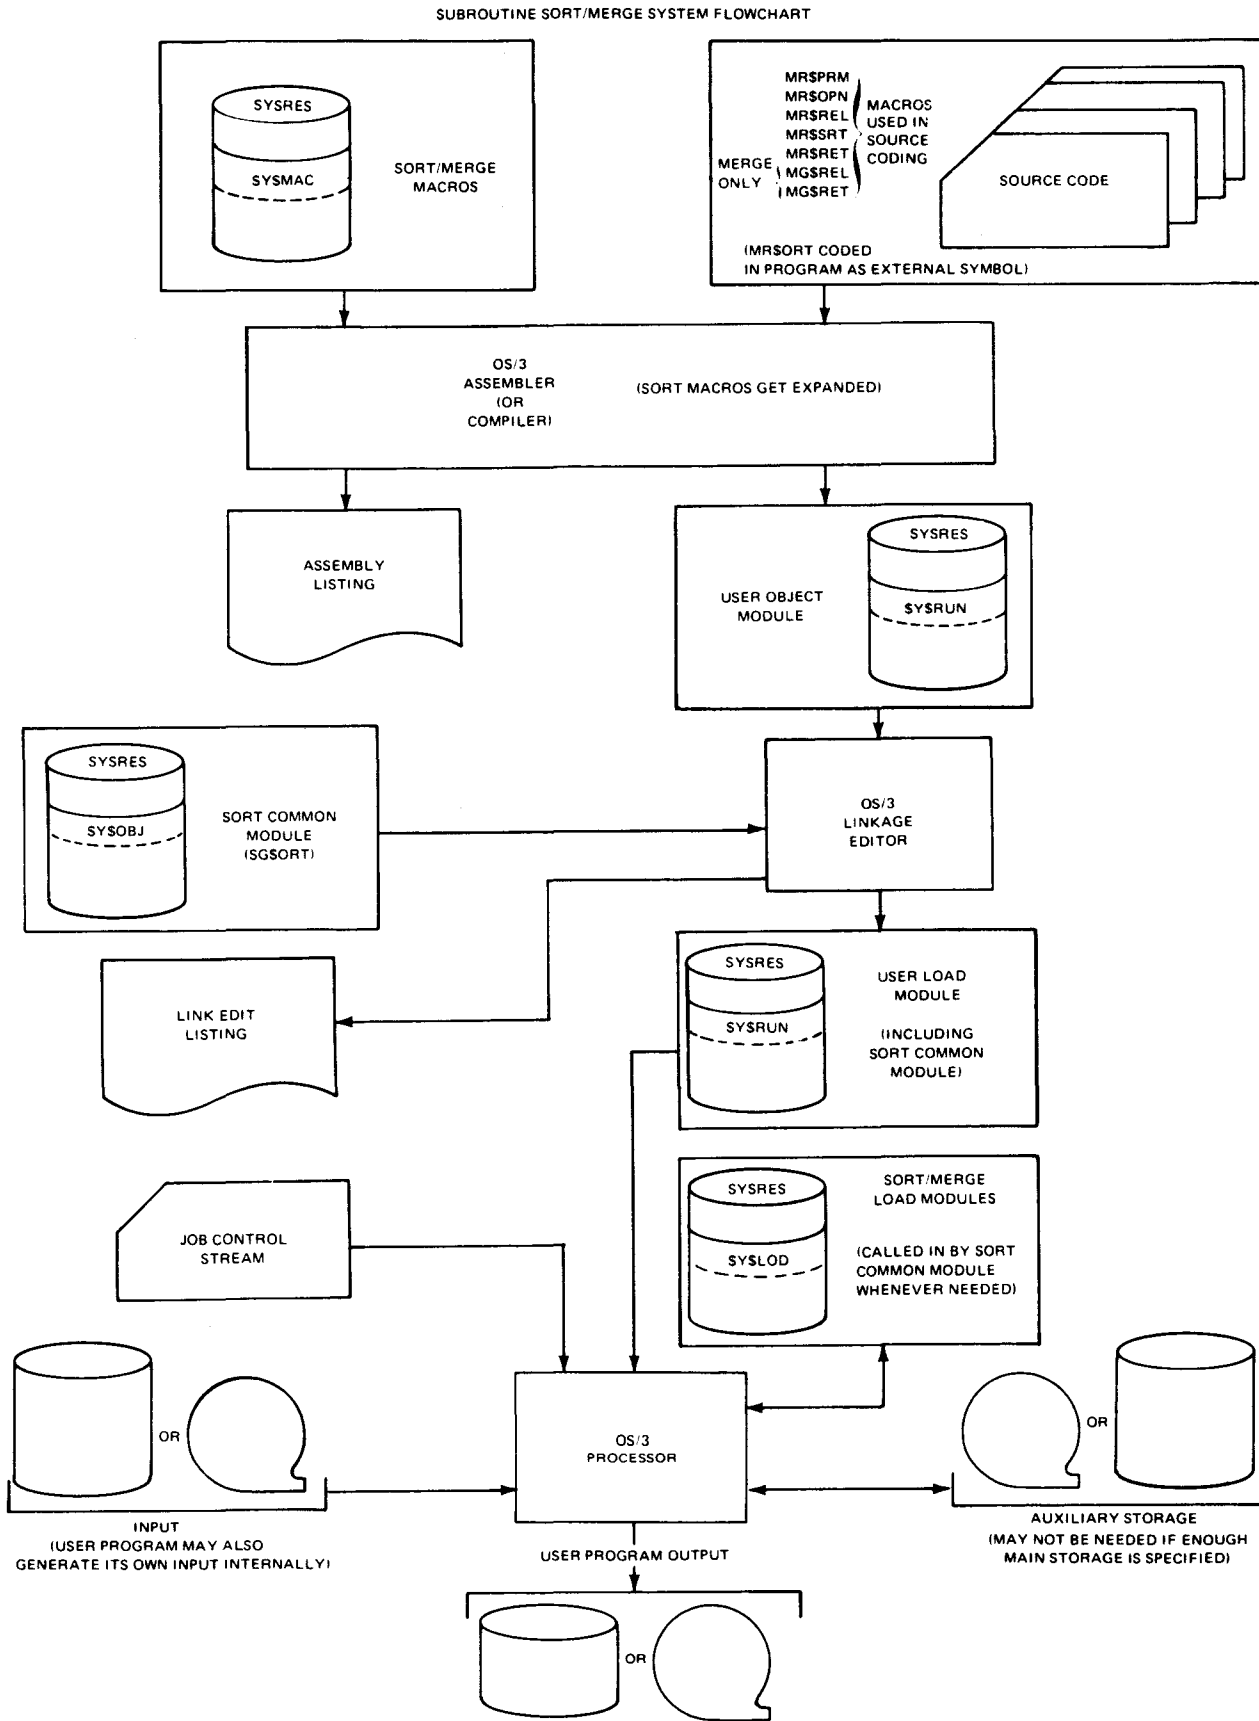 SUBROUTINE SORT/MERGE SYSTEM FLOWCHART
SYSRES
SY$MAC
SORT/MERGE
MACROS
MR$PRM
MR$OPN
MR$REL
MR$SRT
MR$RET
MG$REL
MG$RET
MERGE
ONLY
MACROS
USED IN
SOURCE
CODING
SOURCE CODE
(MR$ORT CODED
IN PROGRAM AS EXTERNAL SYMBOL)
OS/3
ASSEMBLER
(OR
COMPILER)
(SORT MACROS GET EXPANDED)
ASSEMBLY
LISTING
USER OBJECT
MODULE
SYSRES
$Y$RUN
SYSRES
SY$OBJ
SORT COMMON
MODULE
(SG$ORT)
OS/3
LINKAGE
EDITOR
LINK EDIT
LISTING
SYSRES
SY$RUN
USER LOAD
MODULE
(INCLUDING
SORT COMMON
MODULE)
JOB CONTROL
STREAM
SYSRES
$Y$LOD
SORT/MERGE
LOAD MODULES
(CALLED IN BY SORT
COMMON MODULE
WHENEVER NEEDED)
OR
OS/3
PROCESSOR
OR
INPUT
(USER PROGRAM MAY ALSO
GENERATE ITS OWN INPUT INTERNALLY)
AUXILIARY STORAGE
(MAY NOT BE NEEDED IF ENOUGH
MAIN STORAGE IS SPECIFIED)
USER PROGRAM OUTPUT
OR